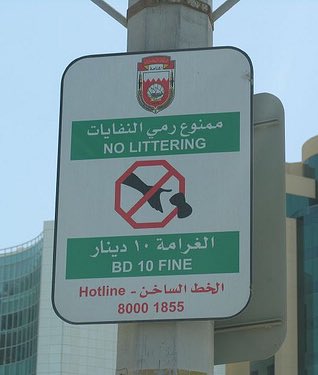 ممنوع رمي النفايات
NO LITTERING
الغرامة ١٠ دينار
BD 10 FINE
Hotline - الخط الساخن
8000 1855